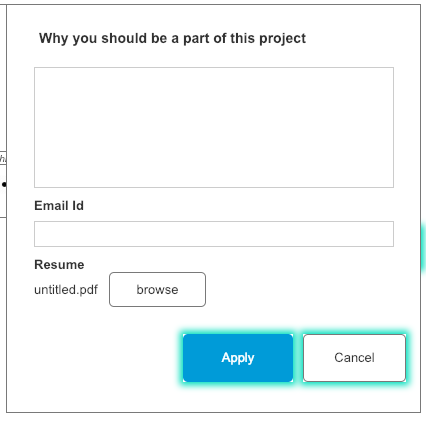 Why you should be a part of this project
Email Id
Resume
untitled.pdf browse
Apply Cancel